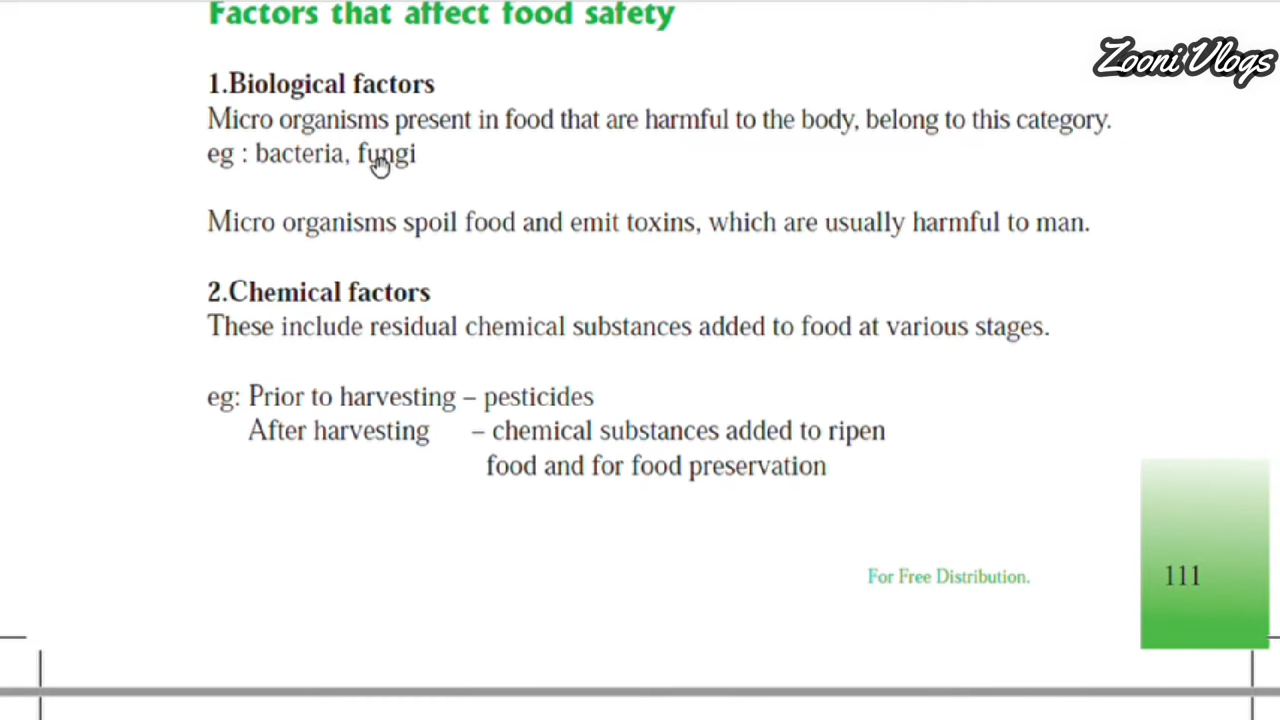 Factors that affect food safety
Zooni Vlogs
1.Biological factors
Micro organisms present in food that are harmful to the body, belong to this category.
eg : bacteria, fungi
Micro organisms spoil food and emit toxins, which are usually harmful to man.
2.Chemical factors
These include residual chemical substances added to food at various stages.
eg: Prior to harvesting – pesticides
After harvesting – chemical substances added to ripen
food and for food preservation
For Free Distribution.
111